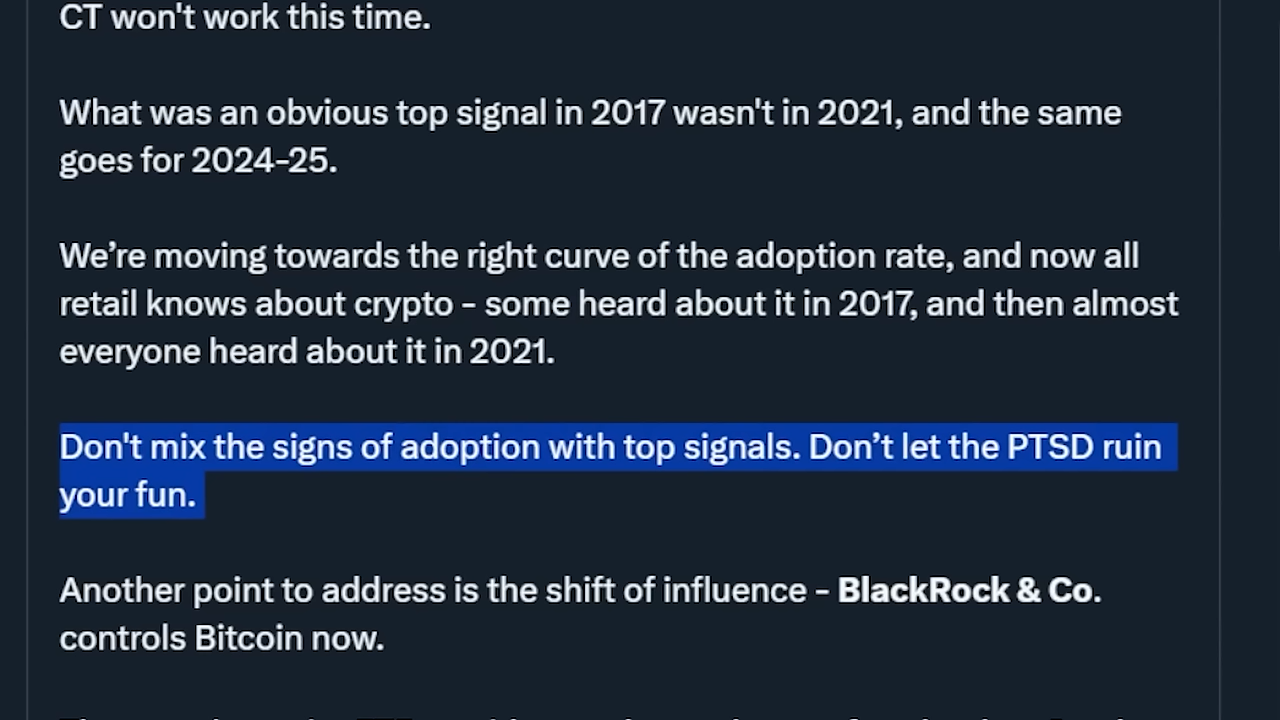 CT won't work this time.
What was an obvious top signal in 2017 wasn't in 2021, and the same
goes for 2024-25.
We’re moving towards the right curve of the adoption rate, and now all
retail knows about crypto - some heard about it in 2017, and then almost
everyone heard about it in 2021.
Don't mix the signs of adoption with top signals. Don’t let the PTSD ruin
your fun.
Another point to address is the shift of influence - BlackRock & Co.
controls Bitcoin now.